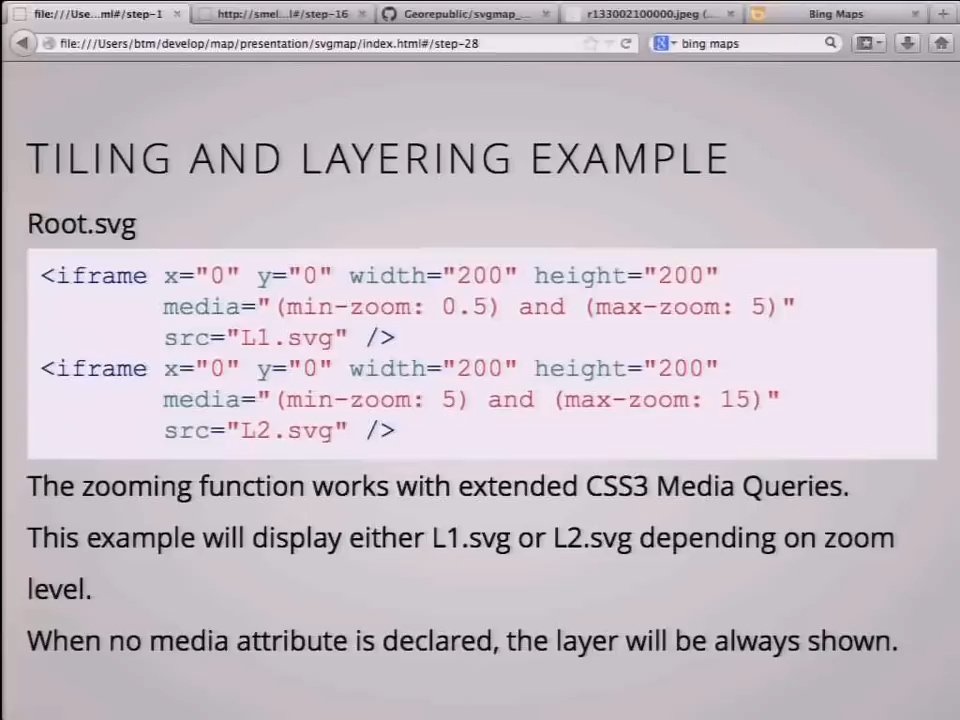 file:///Use...ml#/step-1
http://smel...l#/step-16
Georepublic/svgmap_...
r133002100000.jpeg (...
Bing Maps
file:///Users/btm/develop/map/presentation/svgmap/index.html#/step-28
bing maps
TILING AND LAYERING EXAMPLE
Root.svg
<iframe x="0" y="0" width="200" height="200"
media="(min-zoom: 0.5) and (max-zoom: 5)"
src="L1.svg" />
<iframe x="0" y="0" width="200" height="200"
media="(min-zoom: 5) and (max-zoom: 15)"
src="L2.svg" />
The zooming function works with extended CSS3 Media Queries.
This example will display either L1.svg or L2.svg depending on zoom
level.
When no media attribute is declared, the layer will be always shown.